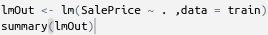 lmOut <- lm(SalePrice ~ . ,data = train)
summary(lmOut)